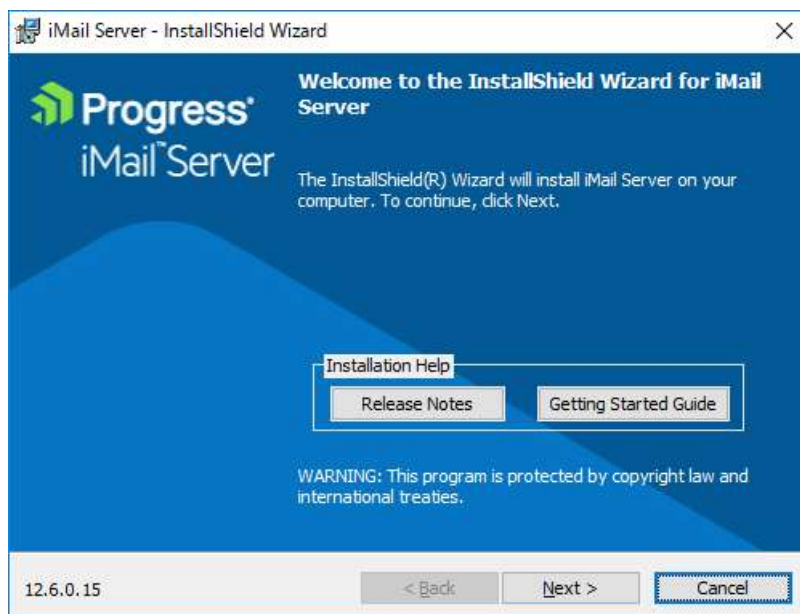 iMail Server - InstallShield Wizard
Progress®
iMail™Server
Welcome to the InstallShield Wizard for iMail
Server
The InstallShield(R) Wizard will install iMail Server on your
computer. To continue, click Next.
Installation Help
Release Notes
Getting Started Guide
WARNING: This program is protected by copyright law and
international treaties.
12.6.0.15
< Back
Next >
Cancel